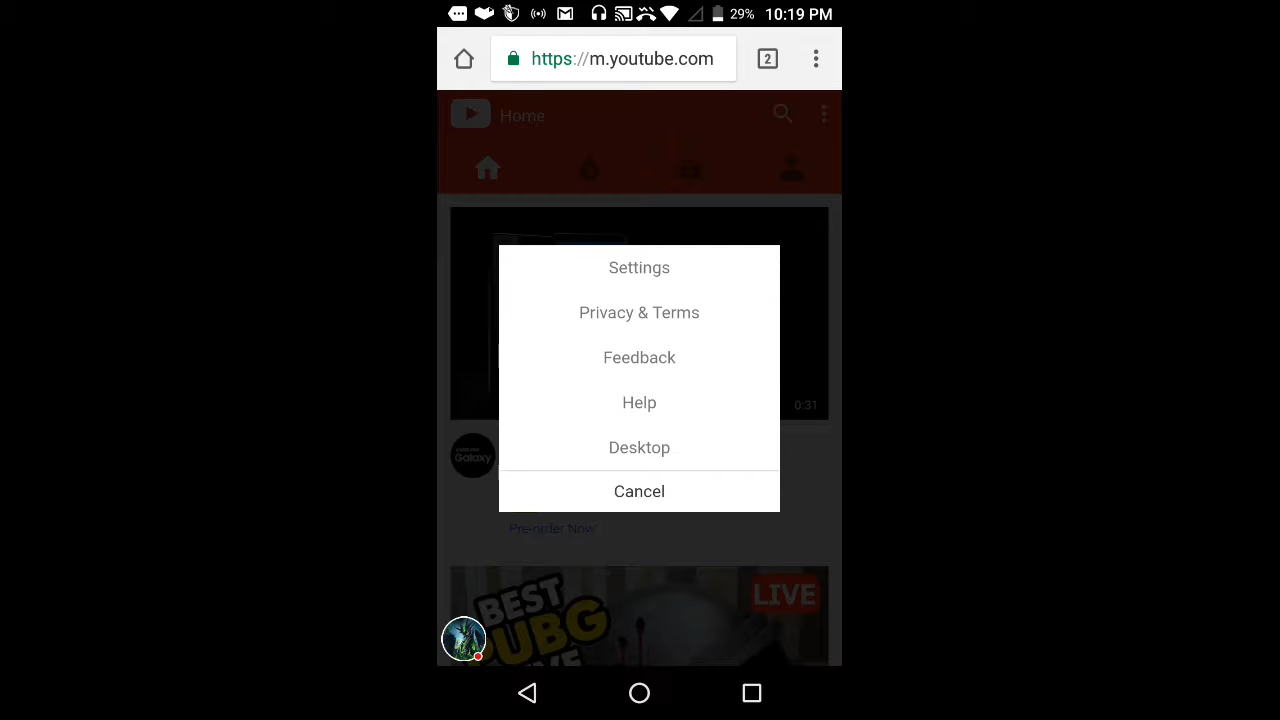 29% 10:19 PM
https://m.youtube.com 2
Home
Settings
Privacy & Terms
Feedback
Help
Desktop
Cancel
0:31
Galaxy
Pre-order Now
BEST
PUBG
LIVE
LIVE